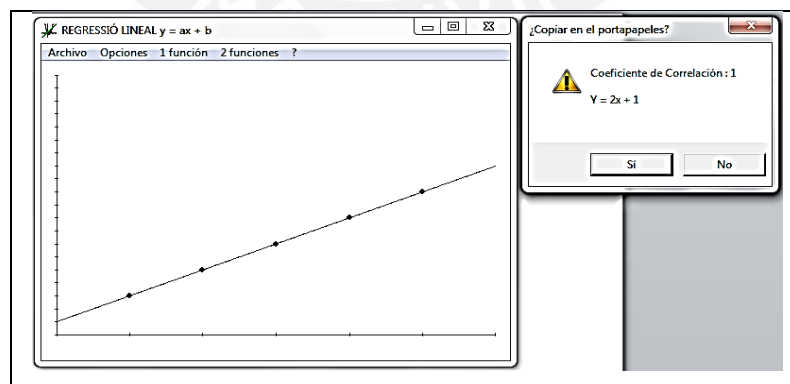 REGRESSIÓ LINEAL y = ax + b
Archivo Opciones 1 función 2 funciones ?
¿Copiar en el portapapeles?
Coeficiente de Correlación : 1
Y = 2x + 1
Sí No